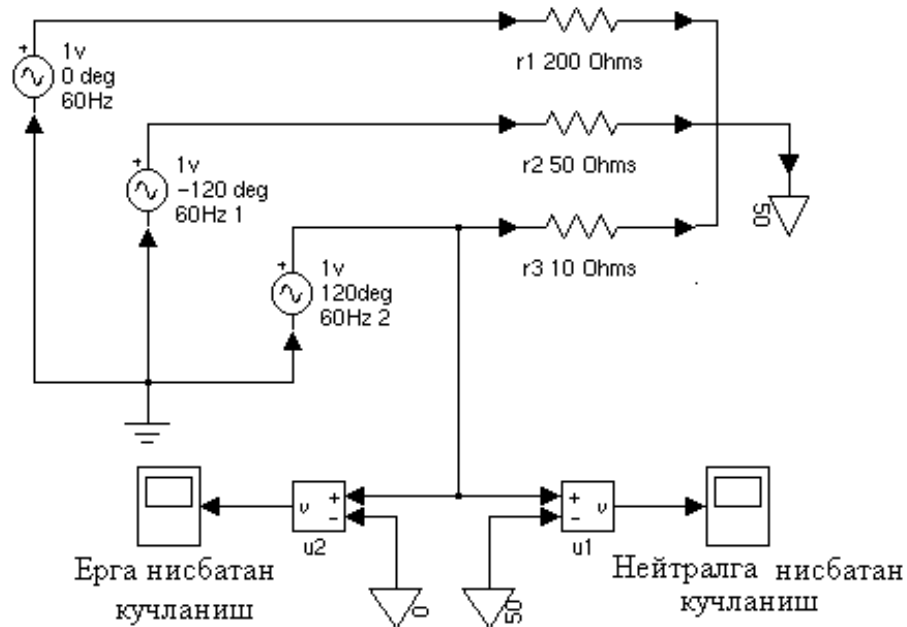 +
1v
0 deg
60Hz
r1 200 Ohms
+
1v
−120 deg
60Hz 1
r2 50 Ohms
50
+
1v
120deg
60Hz 2
r3 10 Ohms
v
+
−
u2
+
−
v
u1
Ерга нисбатан
кучланиш
0
50
Нейтралга нисбатан
кучланиш